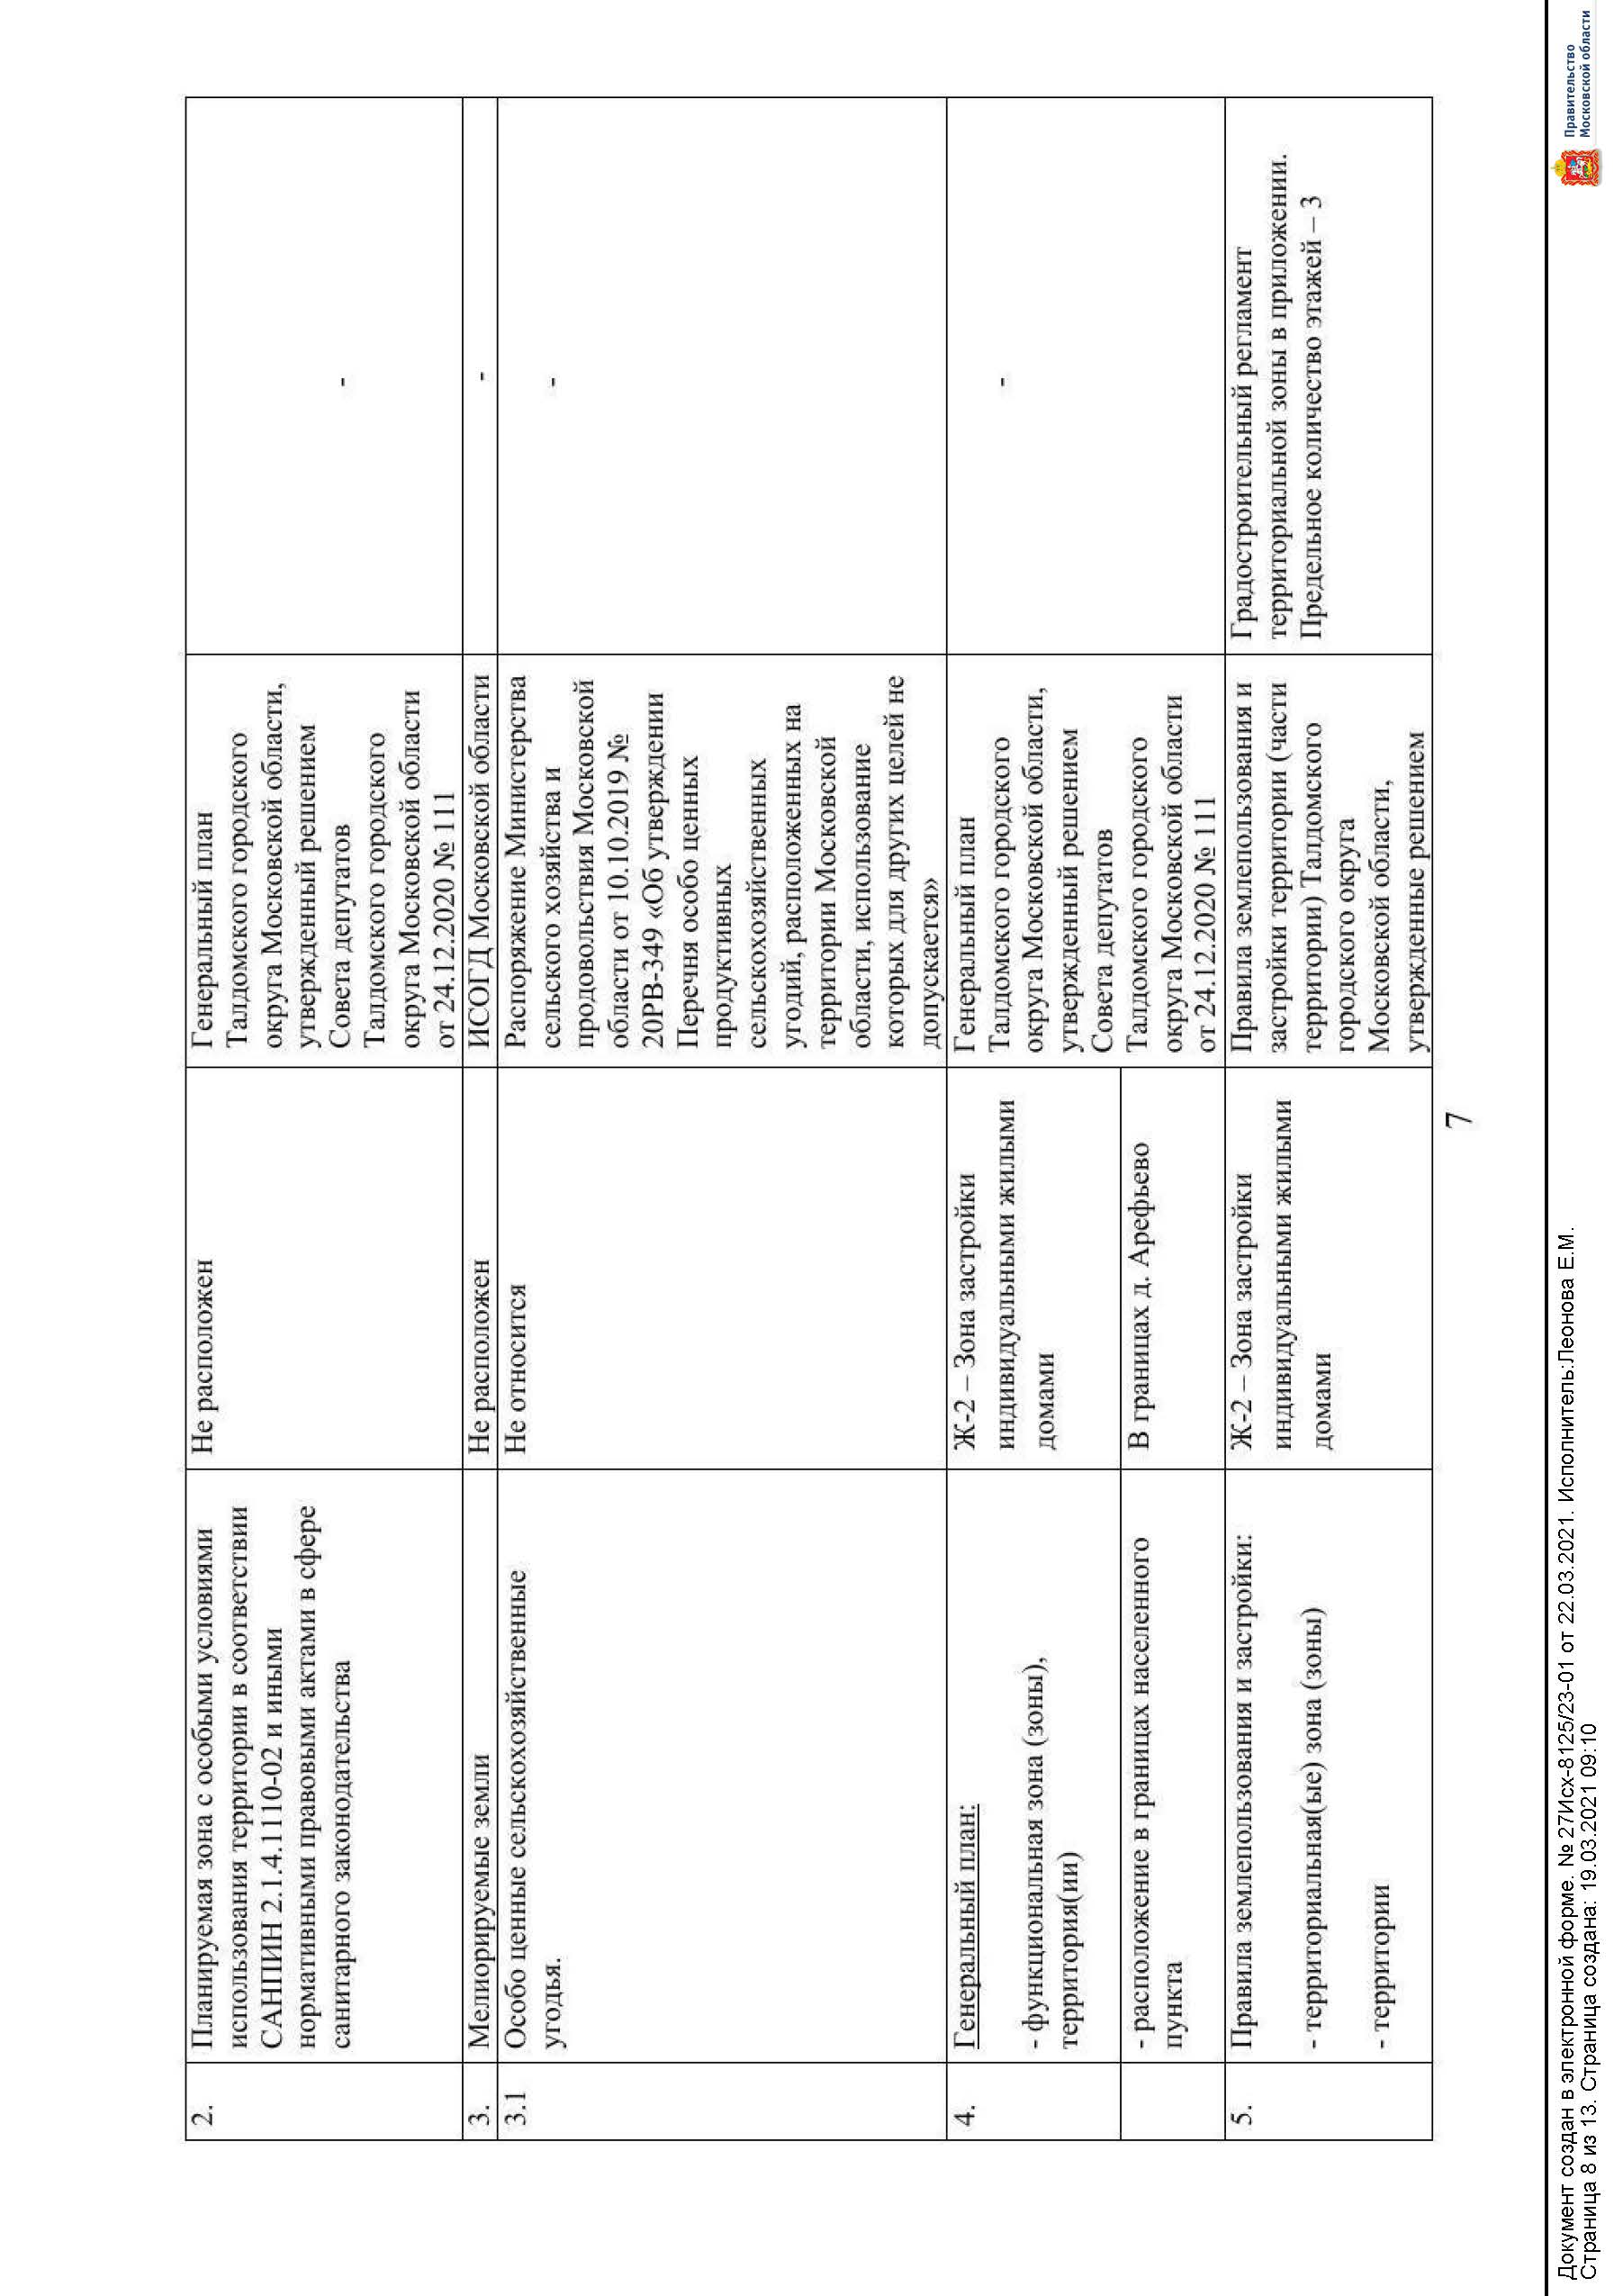 2.
Планируемая зона с особыми условиями
использования территории в соответствии
САНПИН 2.1.4.1110-02 и иными
нормативными правовыми актами в сфере
санитарного законодательства
Не расположен
Генеральный план
Талдомского городского
округа Московской области,
утвержденный решением
Совета депутатов
Талдомского городского
округа Московской области
от 24.12.2020 № 111
-
3.
Мелиорируемые земли
Не расположен
ИСОГД Московской области
-
3.1
Особо ценные сельскохозяйственные
угодья.
Не относится
Распоряжение Министерства
сельского хозяйства и
продовольствия Московской
области от 10.10.2019 №
20РВ-349 «Об утверждении
Перечня особо ценных
продуктивных
сельскохозяйственных
угодий, расположенных на
территории Московской
области, использование
которых для других целей не
допускается»
-
4.
Генеральный план:
- функциональная зона (зоны),
территория(ии)
Ж-2 – Зона застройки
индивидуальными жилыми
домами
Генеральный план
Талдомского городского
округа Московской области,
утвержденный решением
Совета депутатов
Талдомского городского
округа Московской области
от 24.12.2020 № 111
-
- расположение в границах населенного
пункта
В границах д. Арефьево
5.
Правила землепользования и застройки:
- территориальная(ые) зона (зоны)
- территории
Ж-2 – Зона застройки
индивидуальными жилыми
домами
Правила землепользования и
застройки территории (части
территории) Талдомского
городского округа
Московской области,
утвержденные решением
Градостроительный регламент
территориальной зоны в приложении.
Предельное количество этажей – 3
7
Документ создан в электронной форме. № 27Исх-8125/23-01 от 22.03.2021. Исполнитель:Леонова Е.М.
Страница 8 из 13. Страница создана: 19.03.2021 09:10
Правительство
Московской области